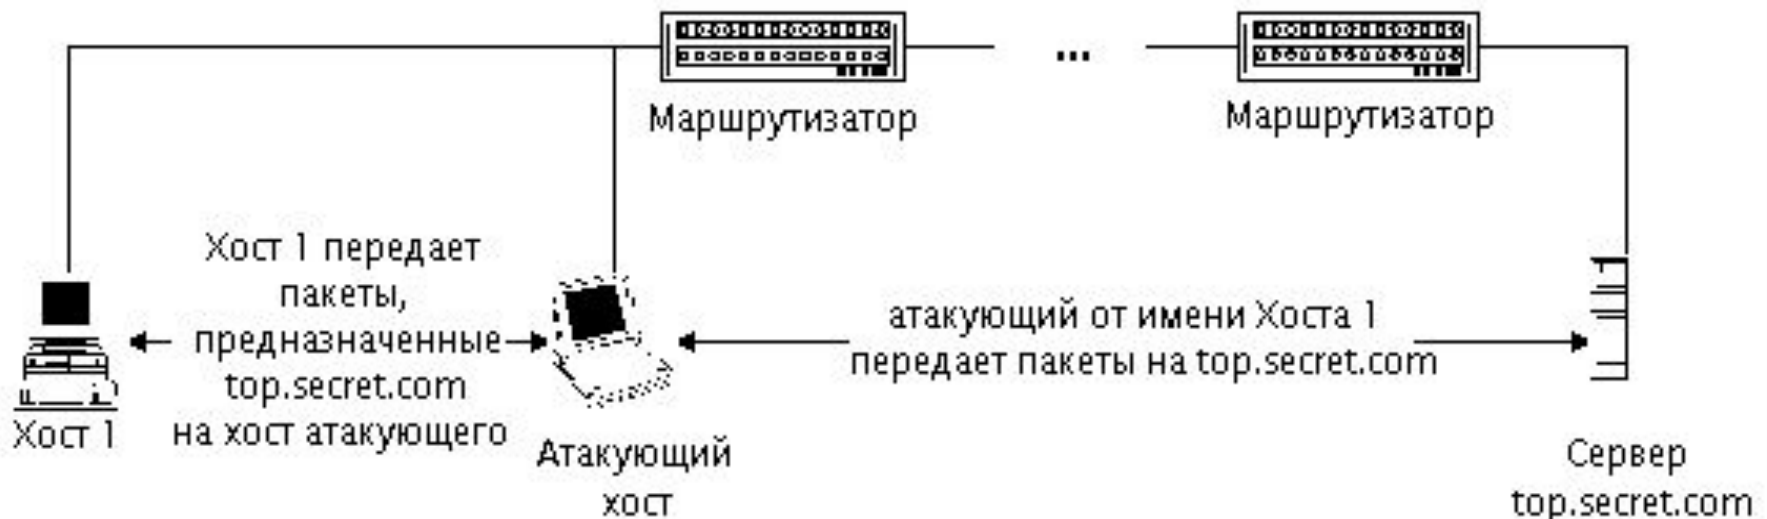 ...
Маршрутизатор
Маршрутизатор
Хост 1 передает
пакеты,
предназначенные
top.secret.com
на хост атакующего
атакующий от имени Хоста 1
передает пакеты на top.secret.com
Хост 1
Атакующий
хост
Сервер
top.secret.com